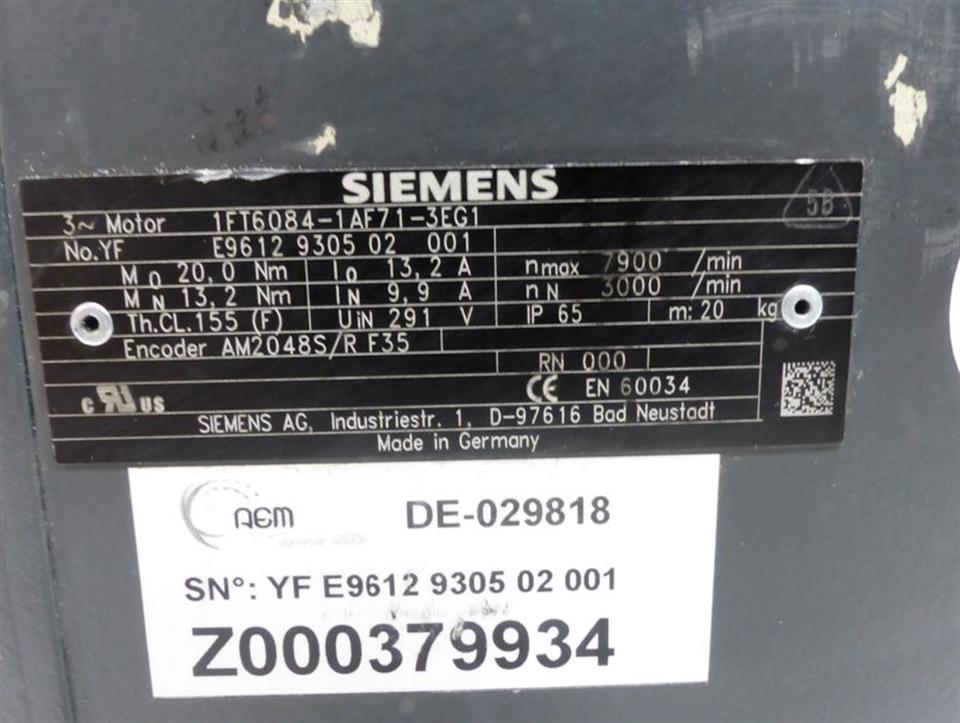 SIEMENS
5B
3~ Motor 1FT6084-1AF71-3EG1
No.YF E9612 9305 02 001
M0 20,0 Nm I0 13,2 A nmax 7900 /min
MN 13,2 Nm IN 9,9 A nN 3000 /min
Th.CL.155 (F) UIN 291 V IP 65 m: 20 kg
Encoder AM2048S/R F35
RN 000
c RU US CE EN 60034
SIEMENS AG, Industriestr. 1, D-97616 Bad Neustadt
Made in Germany
AEM DE-029818
SN°: YF E9612 9305 02 001
Z000379934